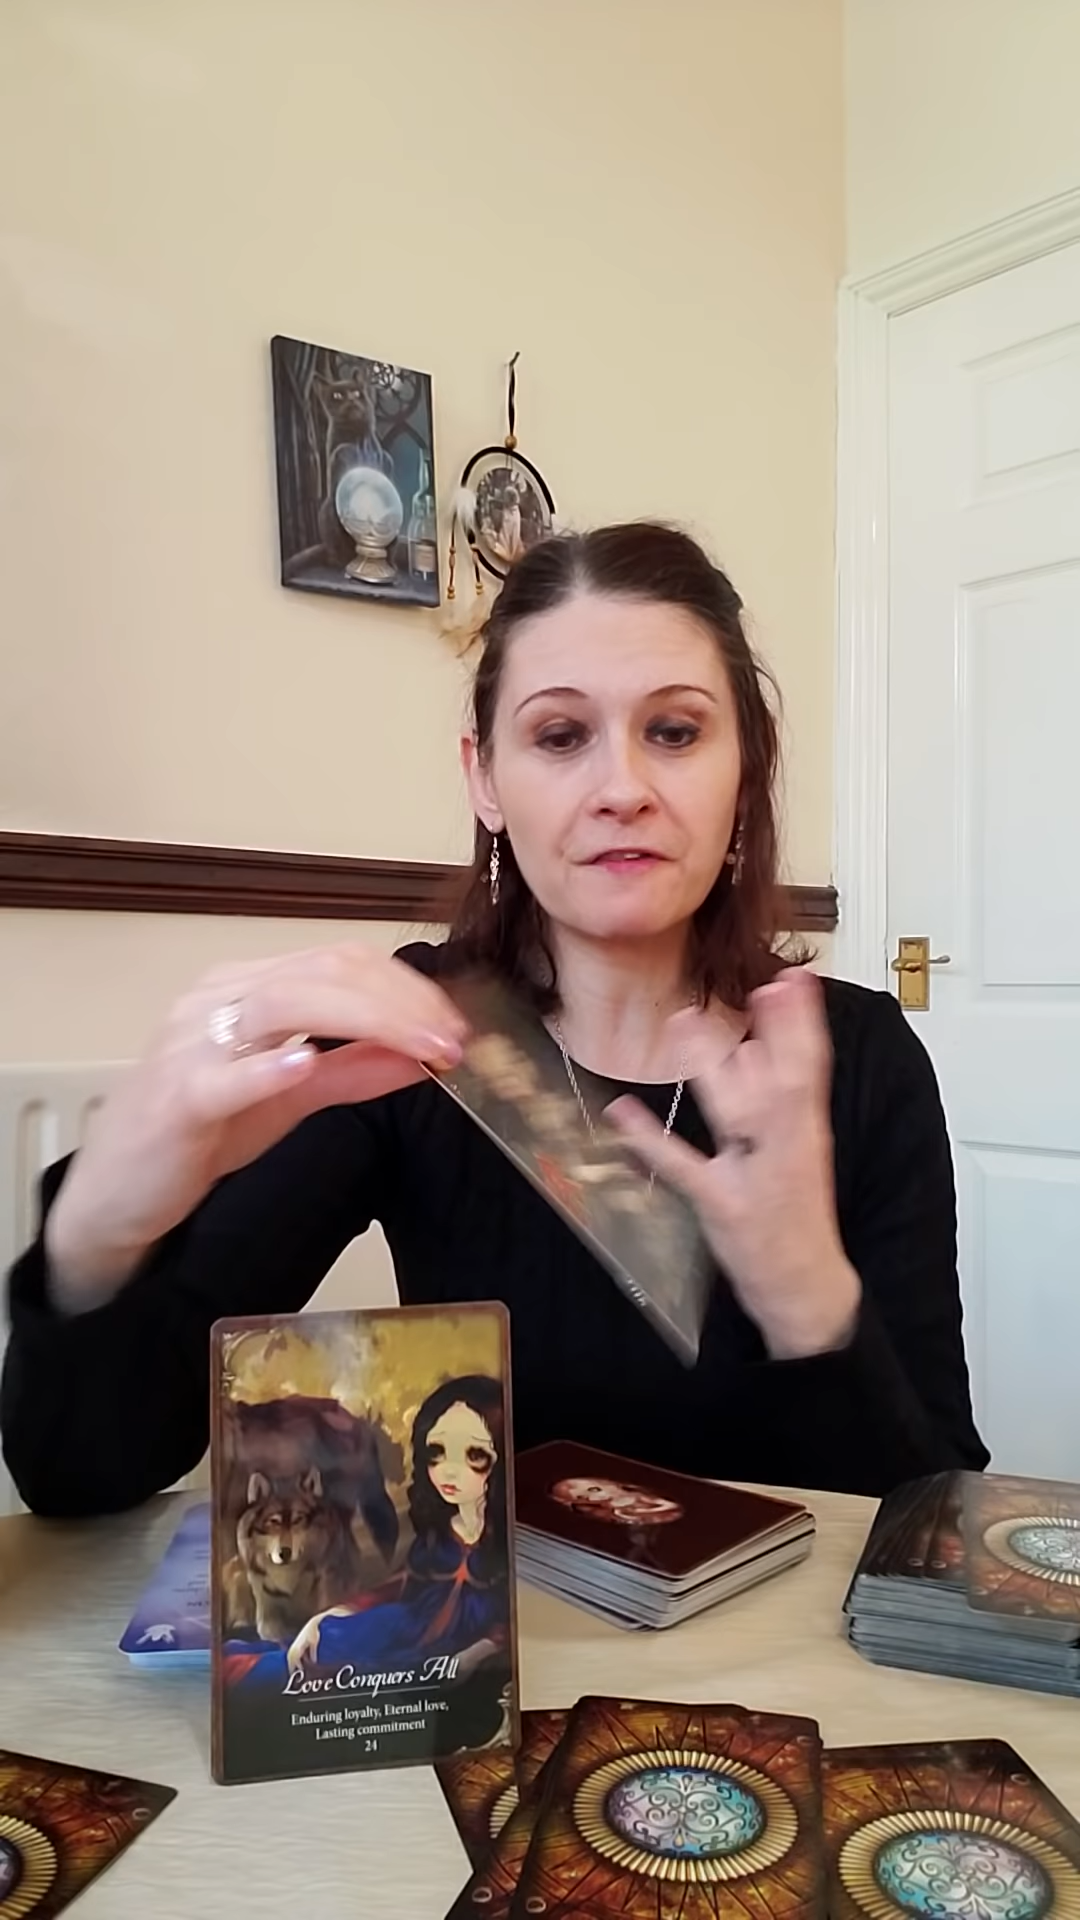 Love Conquers All
Enduring loyalty, Eternal love,
Lasting commitment
24